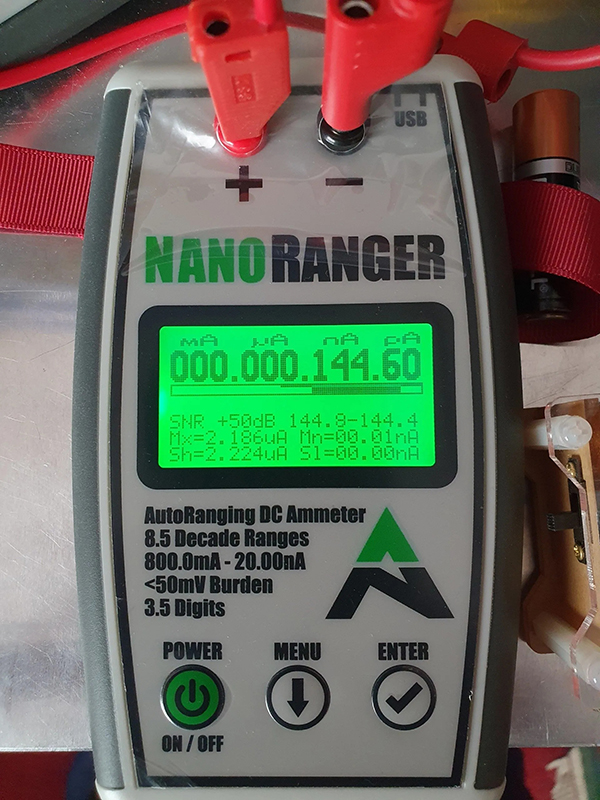 USB
+ −
NANORANGER
mA µA nA pA
000.000.144.60
SNR +50dB 144.8-144.4
Mx=2.186uA Mn=00.01nA
Sh=2.224uA Sl=00.00nA
AutoRanging DC Ammeter
8.5 Decade Ranges
800.0mA - 20.00nA
<50mV Burden
3.5 Digits
POWER MENU ENTER
ON / OFF